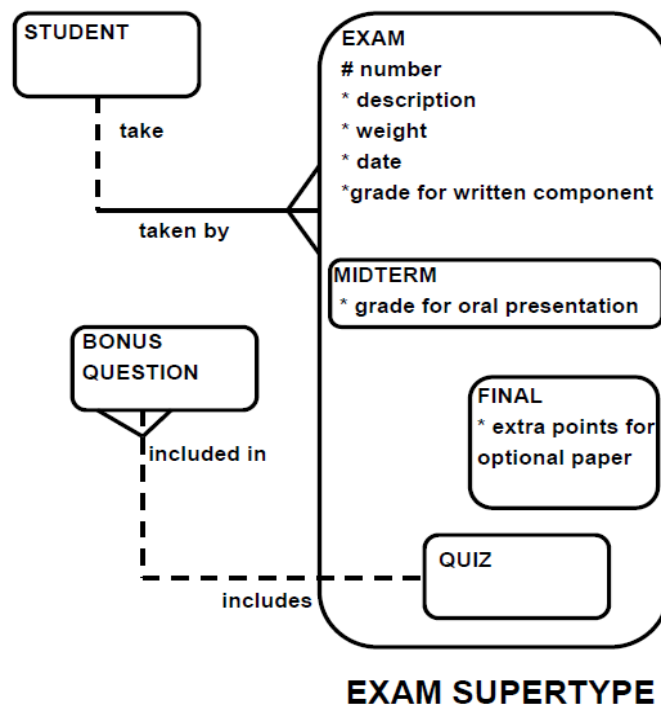 STUDENT
take
taken by
EXAM
# number
* description
* weight
* date
*grade for written component
MIDTERM
* grade for oral presentation
BONUS
QUESTION
included in
FINAL
* extra points for
optional paper
QUIZ
includes
EXAM SUPERTYPE